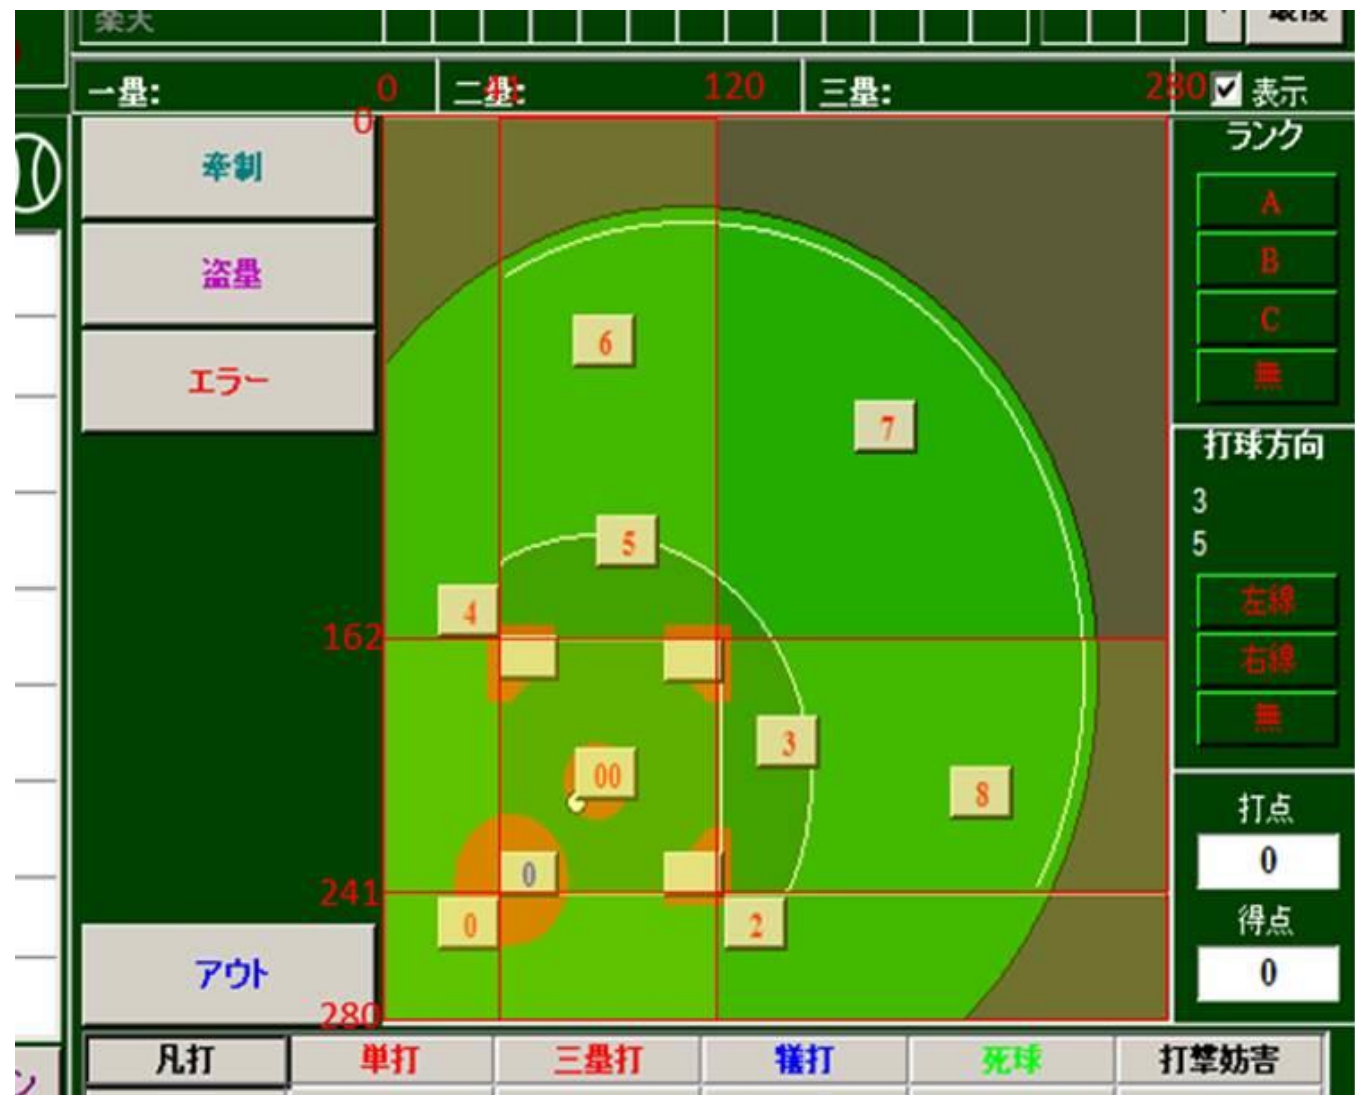 楽天
一塁: 0 二塁: 41 120 三塁: 280 表示
0
牽制
盗塁
エラー
6
7
5
4
162
3
00
8
0
241
0
2
アウト
280
ランク
A
B
C
無
打球方向
3
5
左線
右線
無
打点
0
得点
0
凡打 単打 三塁打 犠打 死球 打撃妨害
ン